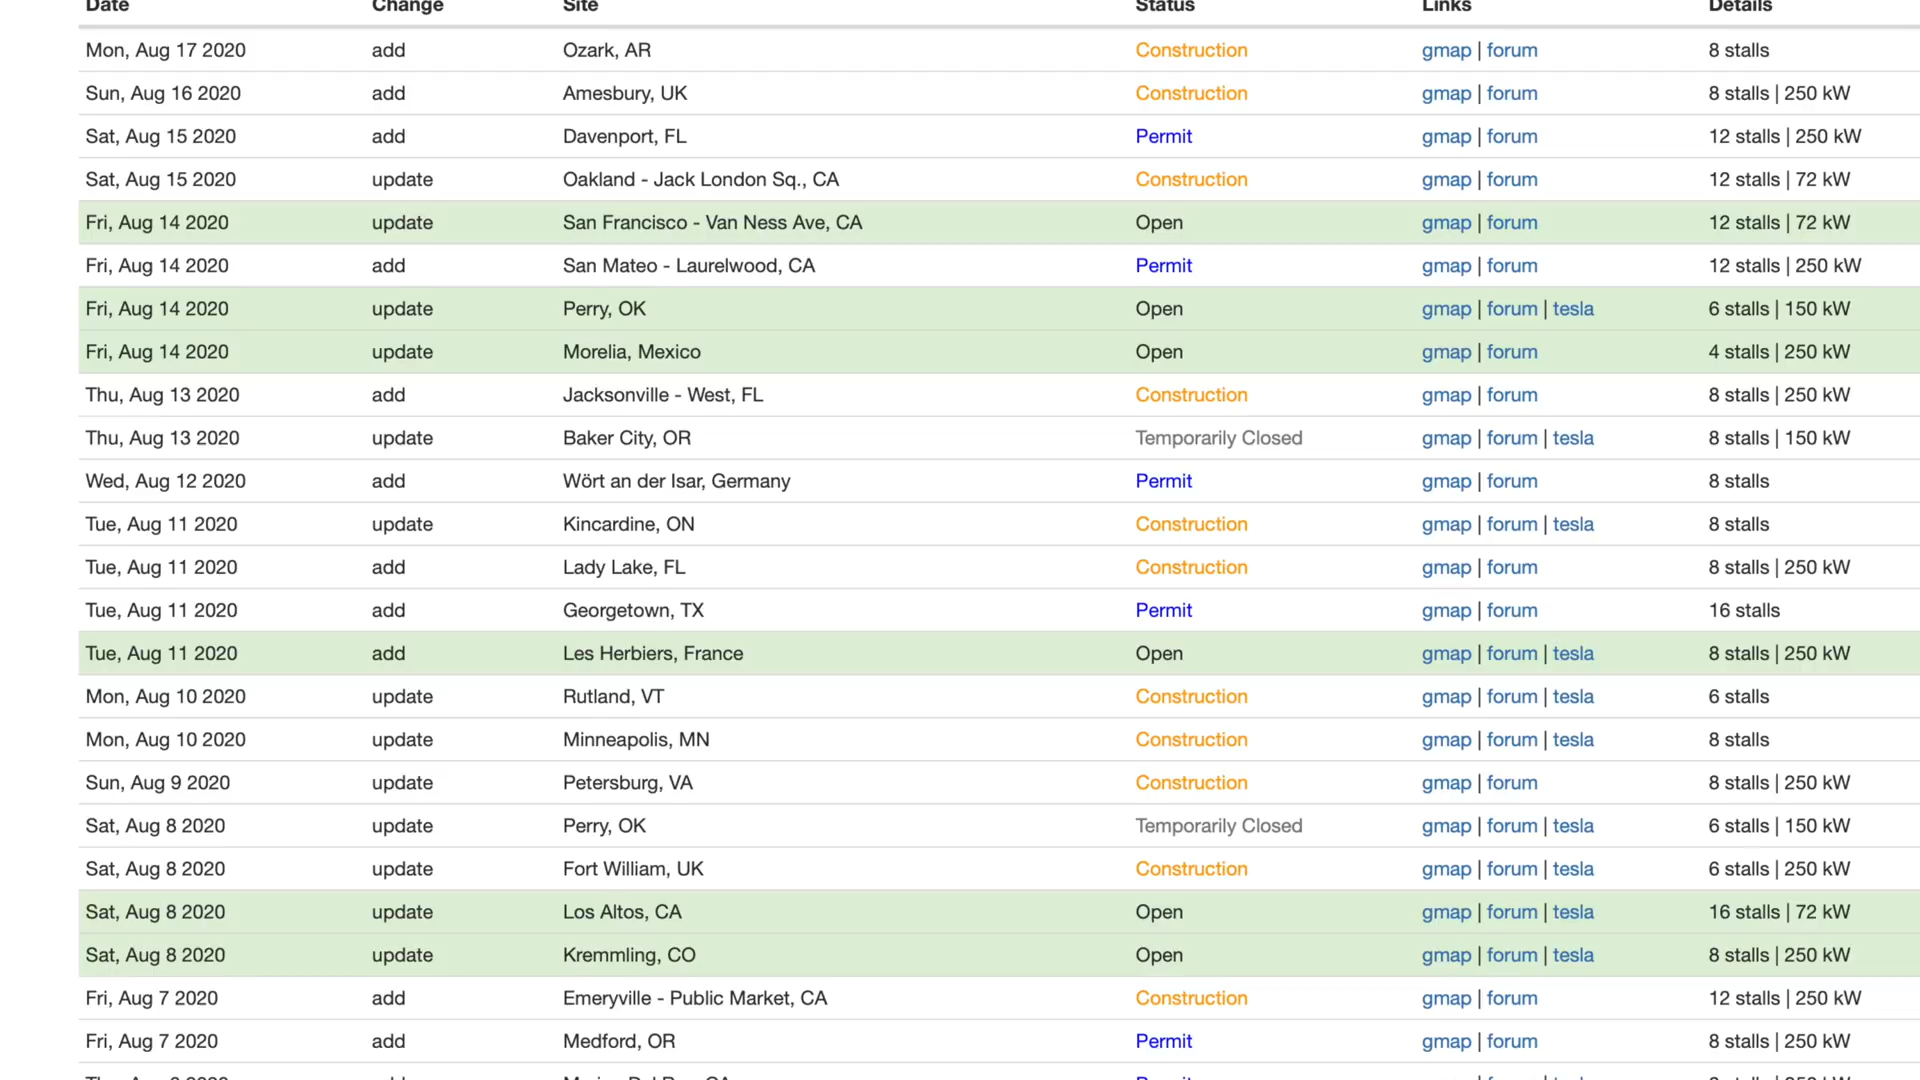 Date Change Site Status Links Details
Mon, Aug 17 2020 add Ozark, AR Construction gmap | forum 8 stalls
Sun, Aug 16 2020 add Amesbury, UK Construction gmap | forum 8 stalls | 250 kW
Sat, Aug 15 2020 add Davenport, FL Permit gmap | forum 12 stalls | 250 kW
Sat, Aug 15 2020 update Oakland - Jack London Sq., CA Construction gmap | forum 12 stalls | 72 kW
Fri, Aug 14 2020 update San Francisco - Van Ness Ave, CA Open gmap | forum 12 stalls | 72 kW
Fri, Aug 14 2020 add San Mateo - Laurelwood, CA Permit gmap | forum 12 stalls | 250 kW
Fri, Aug 14 2020 update Perry, OK Open gmap | forum | tesla 6 stalls | 150 kW
Fri, Aug 14 2020 update Morelia, Mexico Open gmap | forum 4 stalls | 250 kW
Thu, Aug 13 2020 add Jacksonville - West, FL Construction gmap | forum 8 stalls | 250 kW
Thu, Aug 13 2020 update Baker City, OR Temporarily Closed gmap | forum | tesla 8 stalls | 150 kW
Wed, Aug 12 2020 add Wört an der Isar, Germany Permit gmap | forum 8 stalls
Tue, Aug 11 2020 update Kincardine, ON Construction gmap | forum | tesla 8 stalls
Tue, Aug 11 2020 add Lady Lake, FL Construction gmap | forum 8 stalls | 250 kW
Tue, Aug 11 2020 add Georgetown, TX Permit gmap | forum 16 stalls
Tue, Aug 11 2020 add Les Herbiers, France Open gmap | forum | tesla 8 stalls | 250 kW
Mon, Aug 10 2020 update Rutland, VT Construction gmap | forum | tesla 6 stalls
Mon, Aug 10 2020 update Minneapolis, MN Construction gmap | forum | tesla 8 stalls
Sun, Aug 9 2020 update Petersburg, VA Construction gmap | forum 8 stalls | 250 kW
Sat, Aug 8 2020 update Perry, OK Temporarily Closed gmap | forum | tesla 6 stalls | 150 kW
Sat, Aug 8 2020 update Fort William, UK Construction gmap | forum | tesla 6 stalls | 250 kW
Sat, Aug 8 2020 update Los Altos, CA Open gmap | forum | tesla 16 stalls | 72 kW
Sat, Aug 8 2020 update Kremmling, CO Open gmap | forum | tesla 8 stalls | 250 kW
Fri, Aug 7 2020 add Emeryville - Public Market, CA Construction gmap | forum 12 stalls | 250 kW
Fri, Aug 7 2020 add Medford, OR Permit gmap | forum 8 stalls | 250 kW